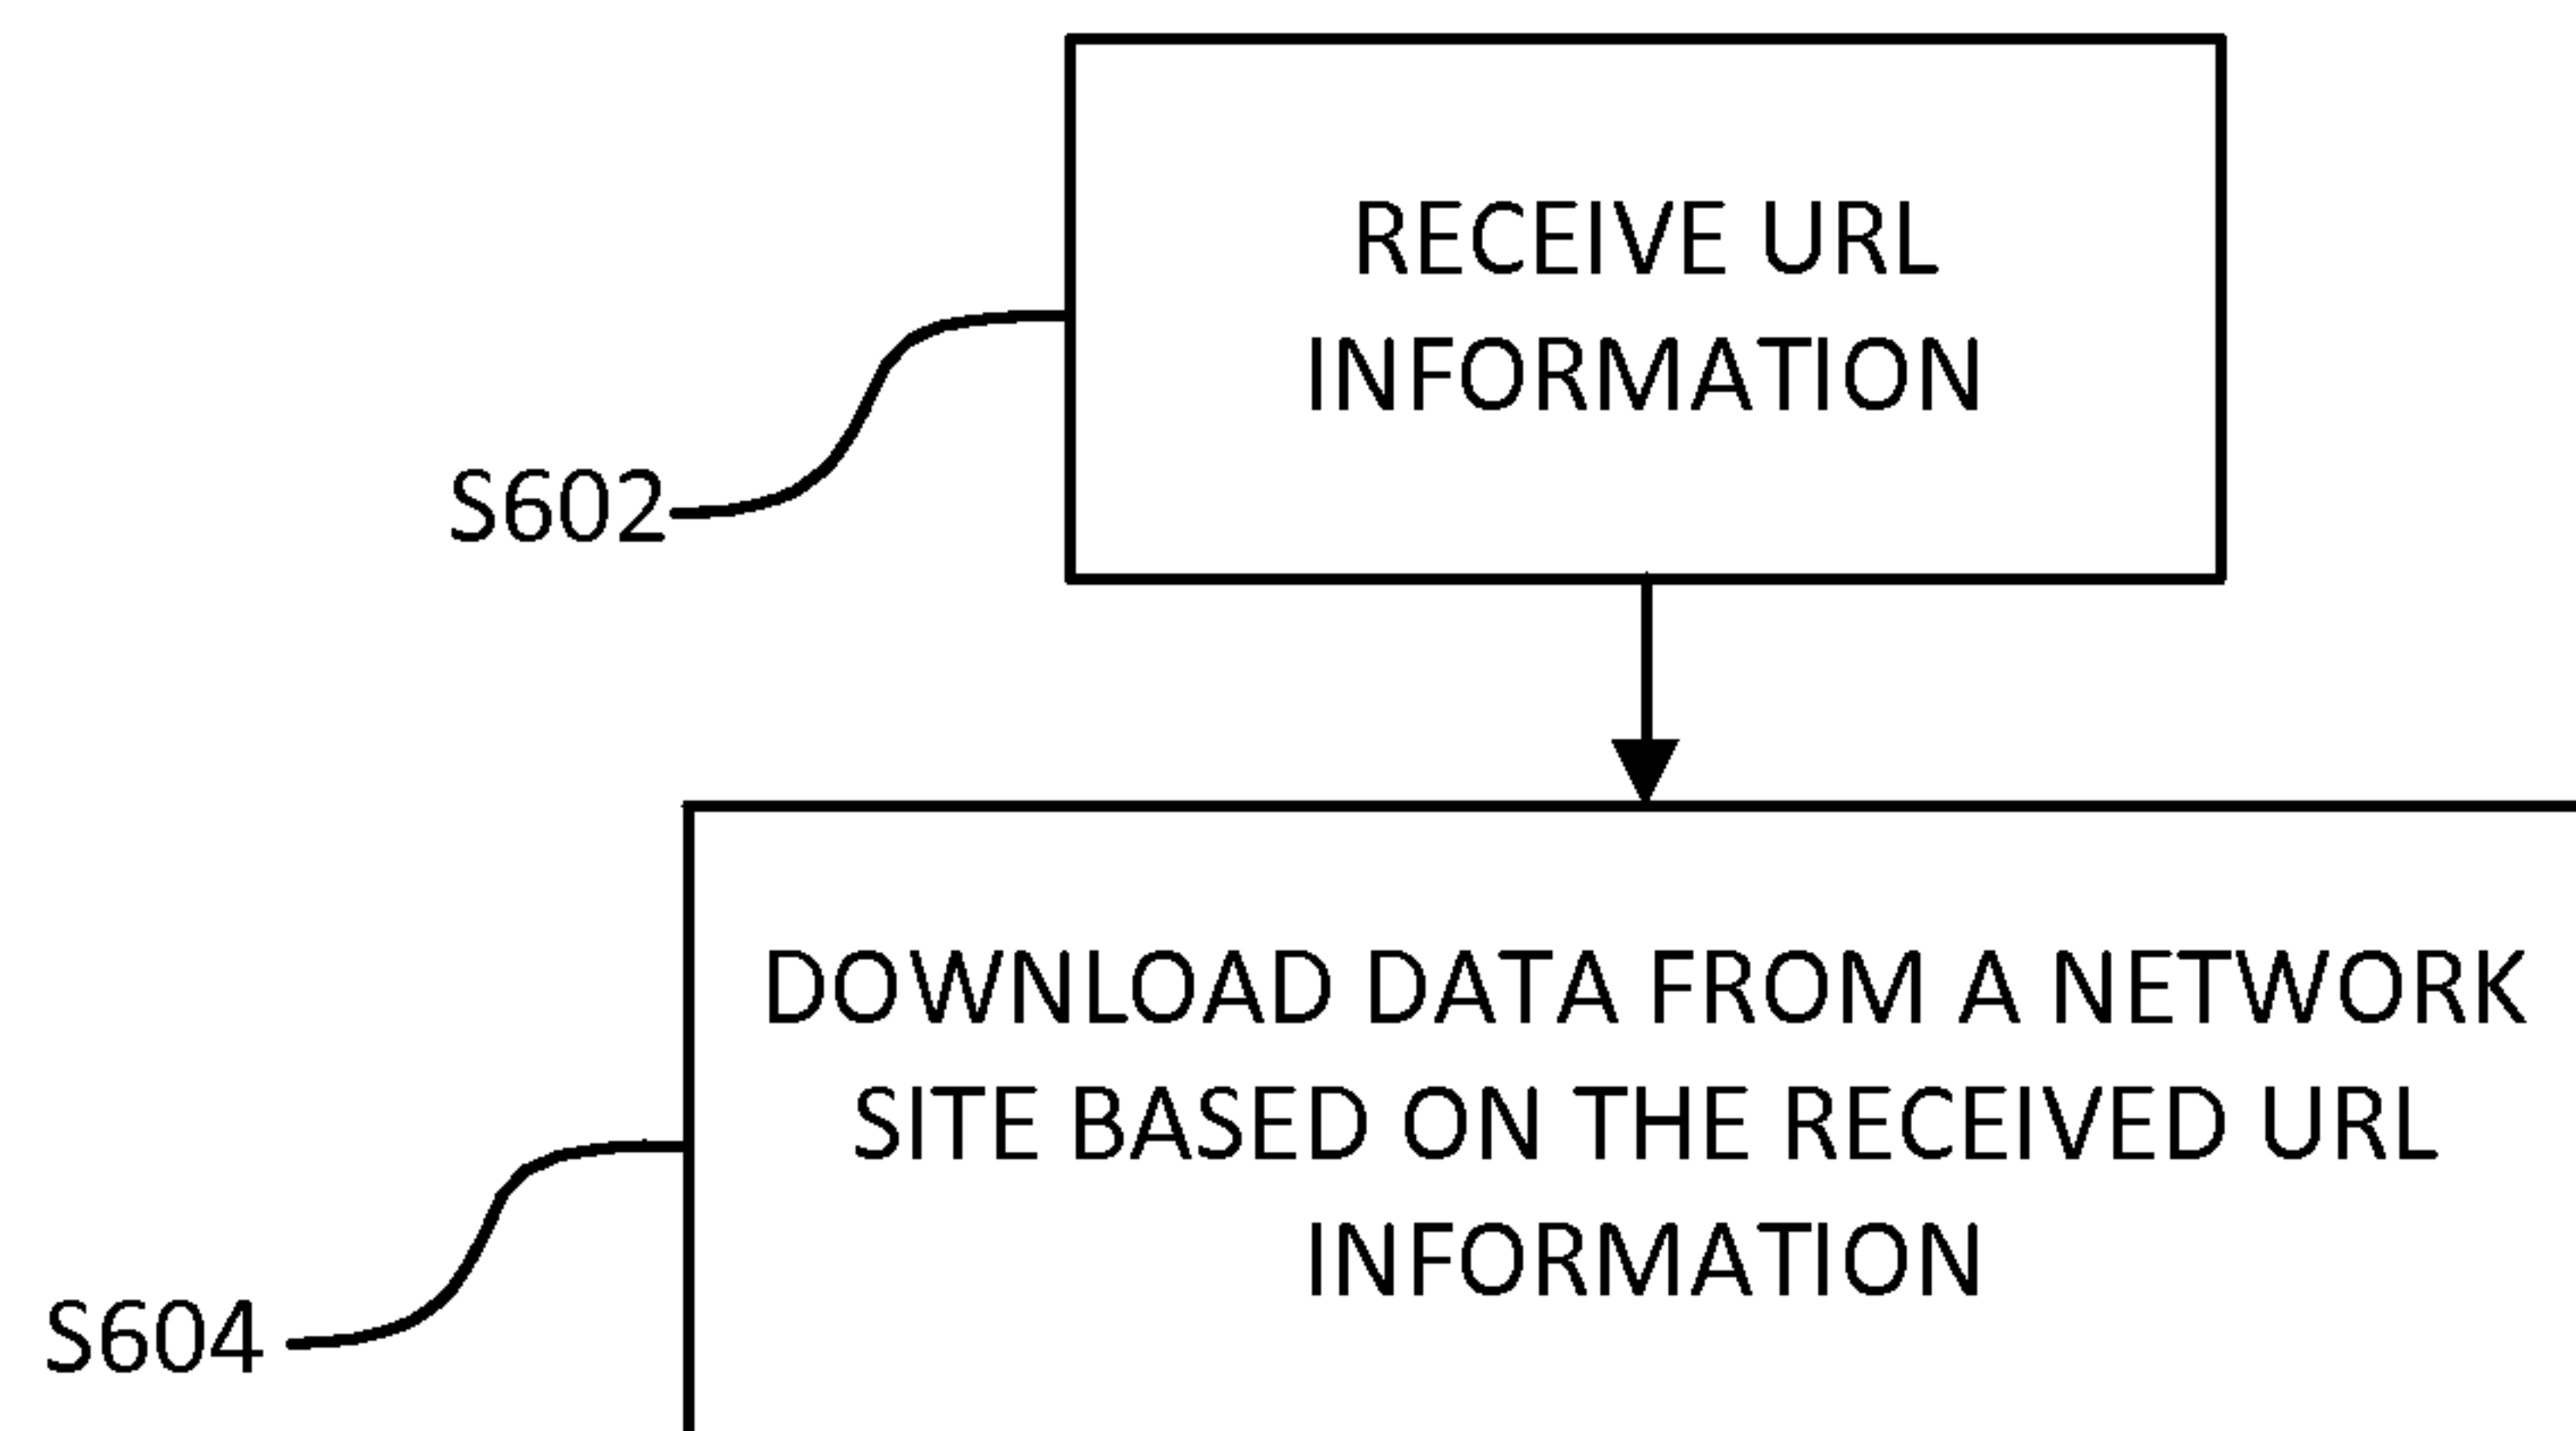 RECEIVE URL
INFORMATION
S602
DOWNLOAD DATA FROM A NETWORK
SITE BASED ON THE RECEIVED URL
INFORMATION
S604